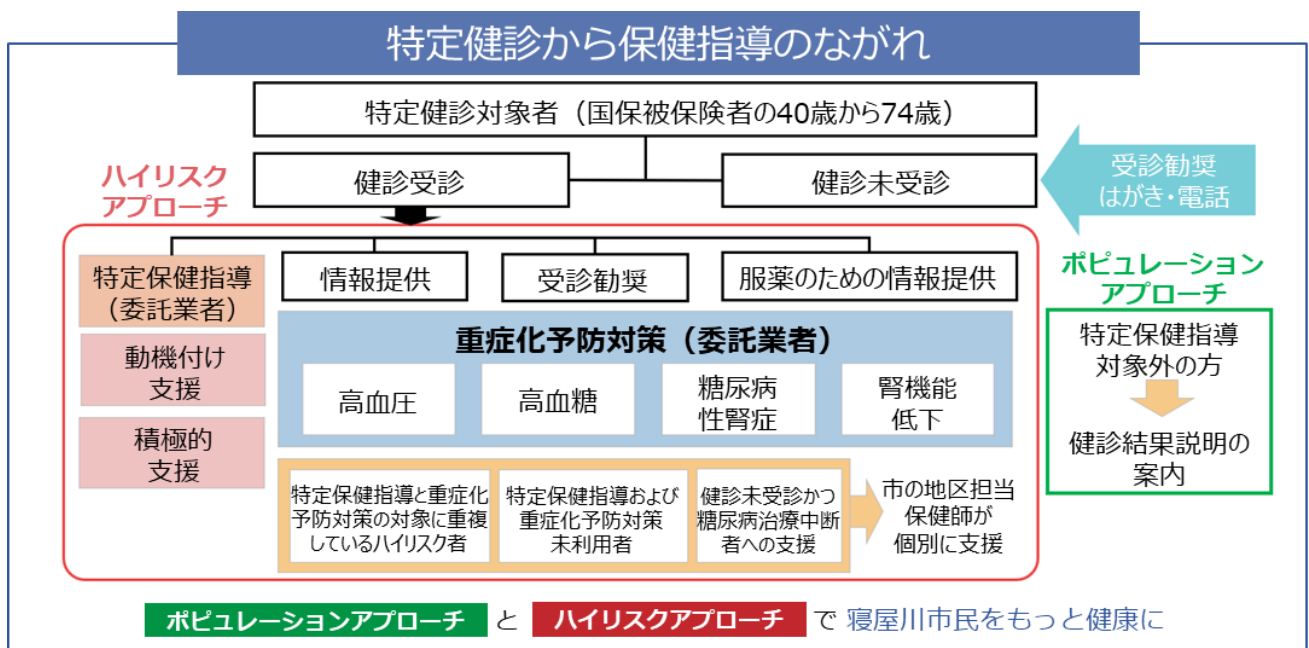 特定健診から保健指導のながれ
特定健診対象者（国保被保険者の40歳から74歳）
ハイリスク
アプローチ
健診受診
健診未受診
受診勧奨
はがき・電話
特定保健指導
（委託業者）
動機付け
支援
積極的
支援
情報提供
受診勧奨
服薬のための情報提供
重症化予防対策（委託業者）
高血圧
高血糖
糖尿病
性腎症
腎機能
低下
特定保健指導と重症化
予防対策の対象に重複
しているハイリスク者
特定保健指導および
重症化予防対策
未利用者
健診未受診かつ
糖尿病治療中断
者への支援
市の地区担当
保健師が
個別に支援
ポピュレーション
アプローチ
特定保健指導
対象外の方
健診結果説明の
案内
ポピュレーションアプローチ と ハイリスクアプローチ で 寝屋川市民をもっと健康に